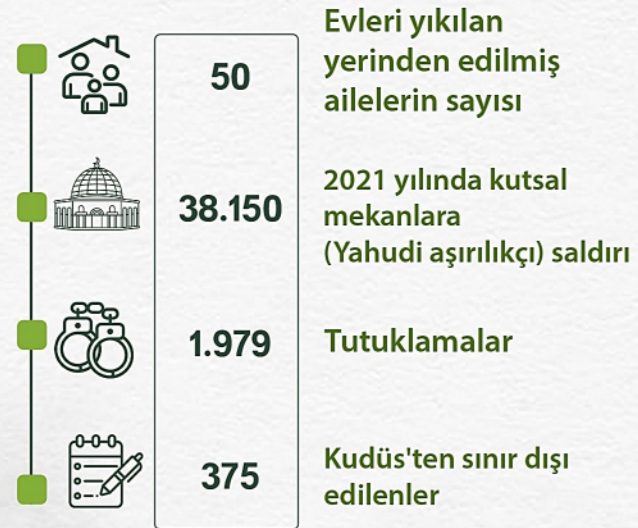 50
Evleri yıkılan
yerinden edilmiş
ailelerin sayısı
38.150
2021 yılında kutsal
mekanlara
(Yahudi aşırılıkçı) saldırı
1.979
Tutuklamalar
375
Kudüs'ten sınır dışı
edilenler